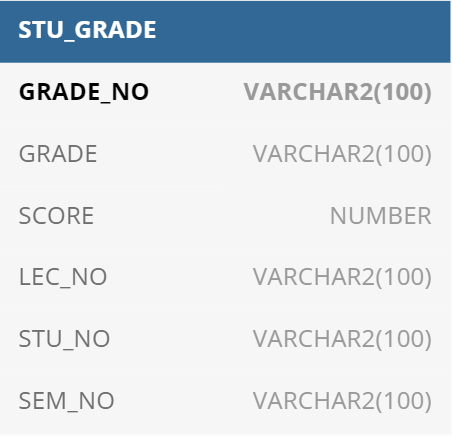 STU_GRADE
GRADE_NO VARCHAR2(100)
GRADE VARCHAR2(100)
SCORE NUMBER
LEC_NO VARCHAR2(100)
STU_NO VARCHAR2(100)
SEM_NO VARCHAR2(100)